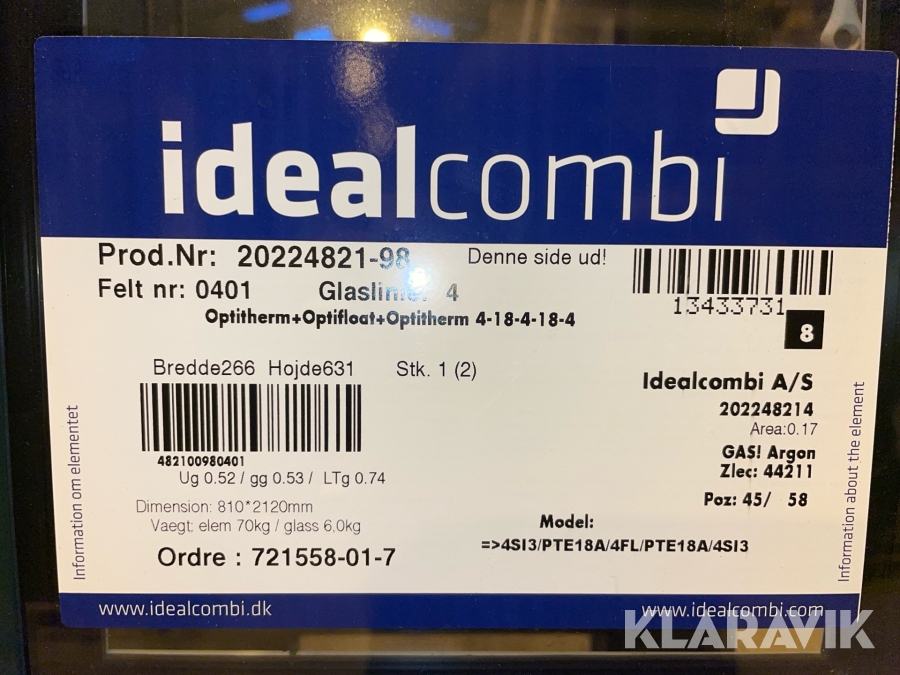 idealcombi
Prod.Nr: 20224821-98
Denne side ud!
13433731
Felt nr: 0401 4
8
Optitherm+Optifloat+Optitherm 4-18-4-18-4
Bredde266 Hojde631 Stk. 1 (2)
482100980401
Ug 0.52 / gg 0.53 / LTg 0.74
Dimension: 810*2120mm
Vaegt: elem 70kg / glass 6,0kg
Ordre : 721558-01-7
Idealcombi A/S
202248214
Area:0.17
GAS! Argon
Zlec: 44211
Poz: 45/ 58
Model:
=>4SI3/PTE18A/4FL/PTE18A/4SI3
Information om elementet
Information about the element
www.idealcombi.dk
www.idealcombi.com
KLARAVIK